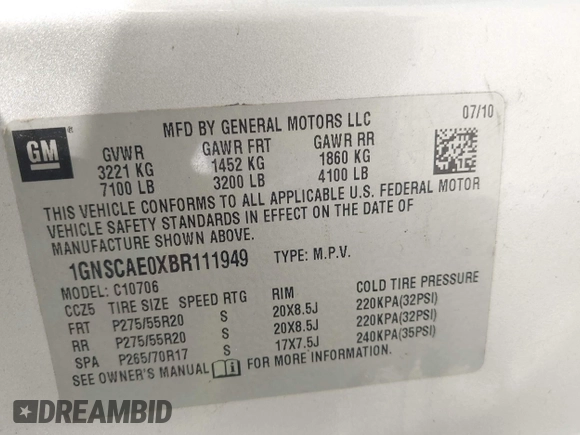 MFD BY GENERAL MOTORS LLC 07/10
GM ®
GVWR GAWR FRT GAWR RR
3221 KG 1452 KG 1860 KG
7100 LB 3200 LB 4100 LB
THIS VEHICLE CONFORMS TO ALL APPLICABLE U.S. FEDERAL MOTOR
VEHICLE SAFETY STANDARDS IN EFFECT ON THE DATE OF
MANUFACTURE SHOWN ABOVE.
1GNSCAE0XBR111949 TYPE: M.P.V.
MODEL: C10706
CCZ5 TIRE SIZE SPEED RTG RIM COLD TIRE PRESSURE
FRT P275/55R20 S 20X8.5J 220KPA(32PSI)
RR P275/55R20 S 20X8.5J 220KPA(32PSI)
SPA P265/70R17 S 17X7.5J 240KPA(35PSI)
SEE OWNER'S MANUAL FOR MORE INFORMATION.
DREAMBID